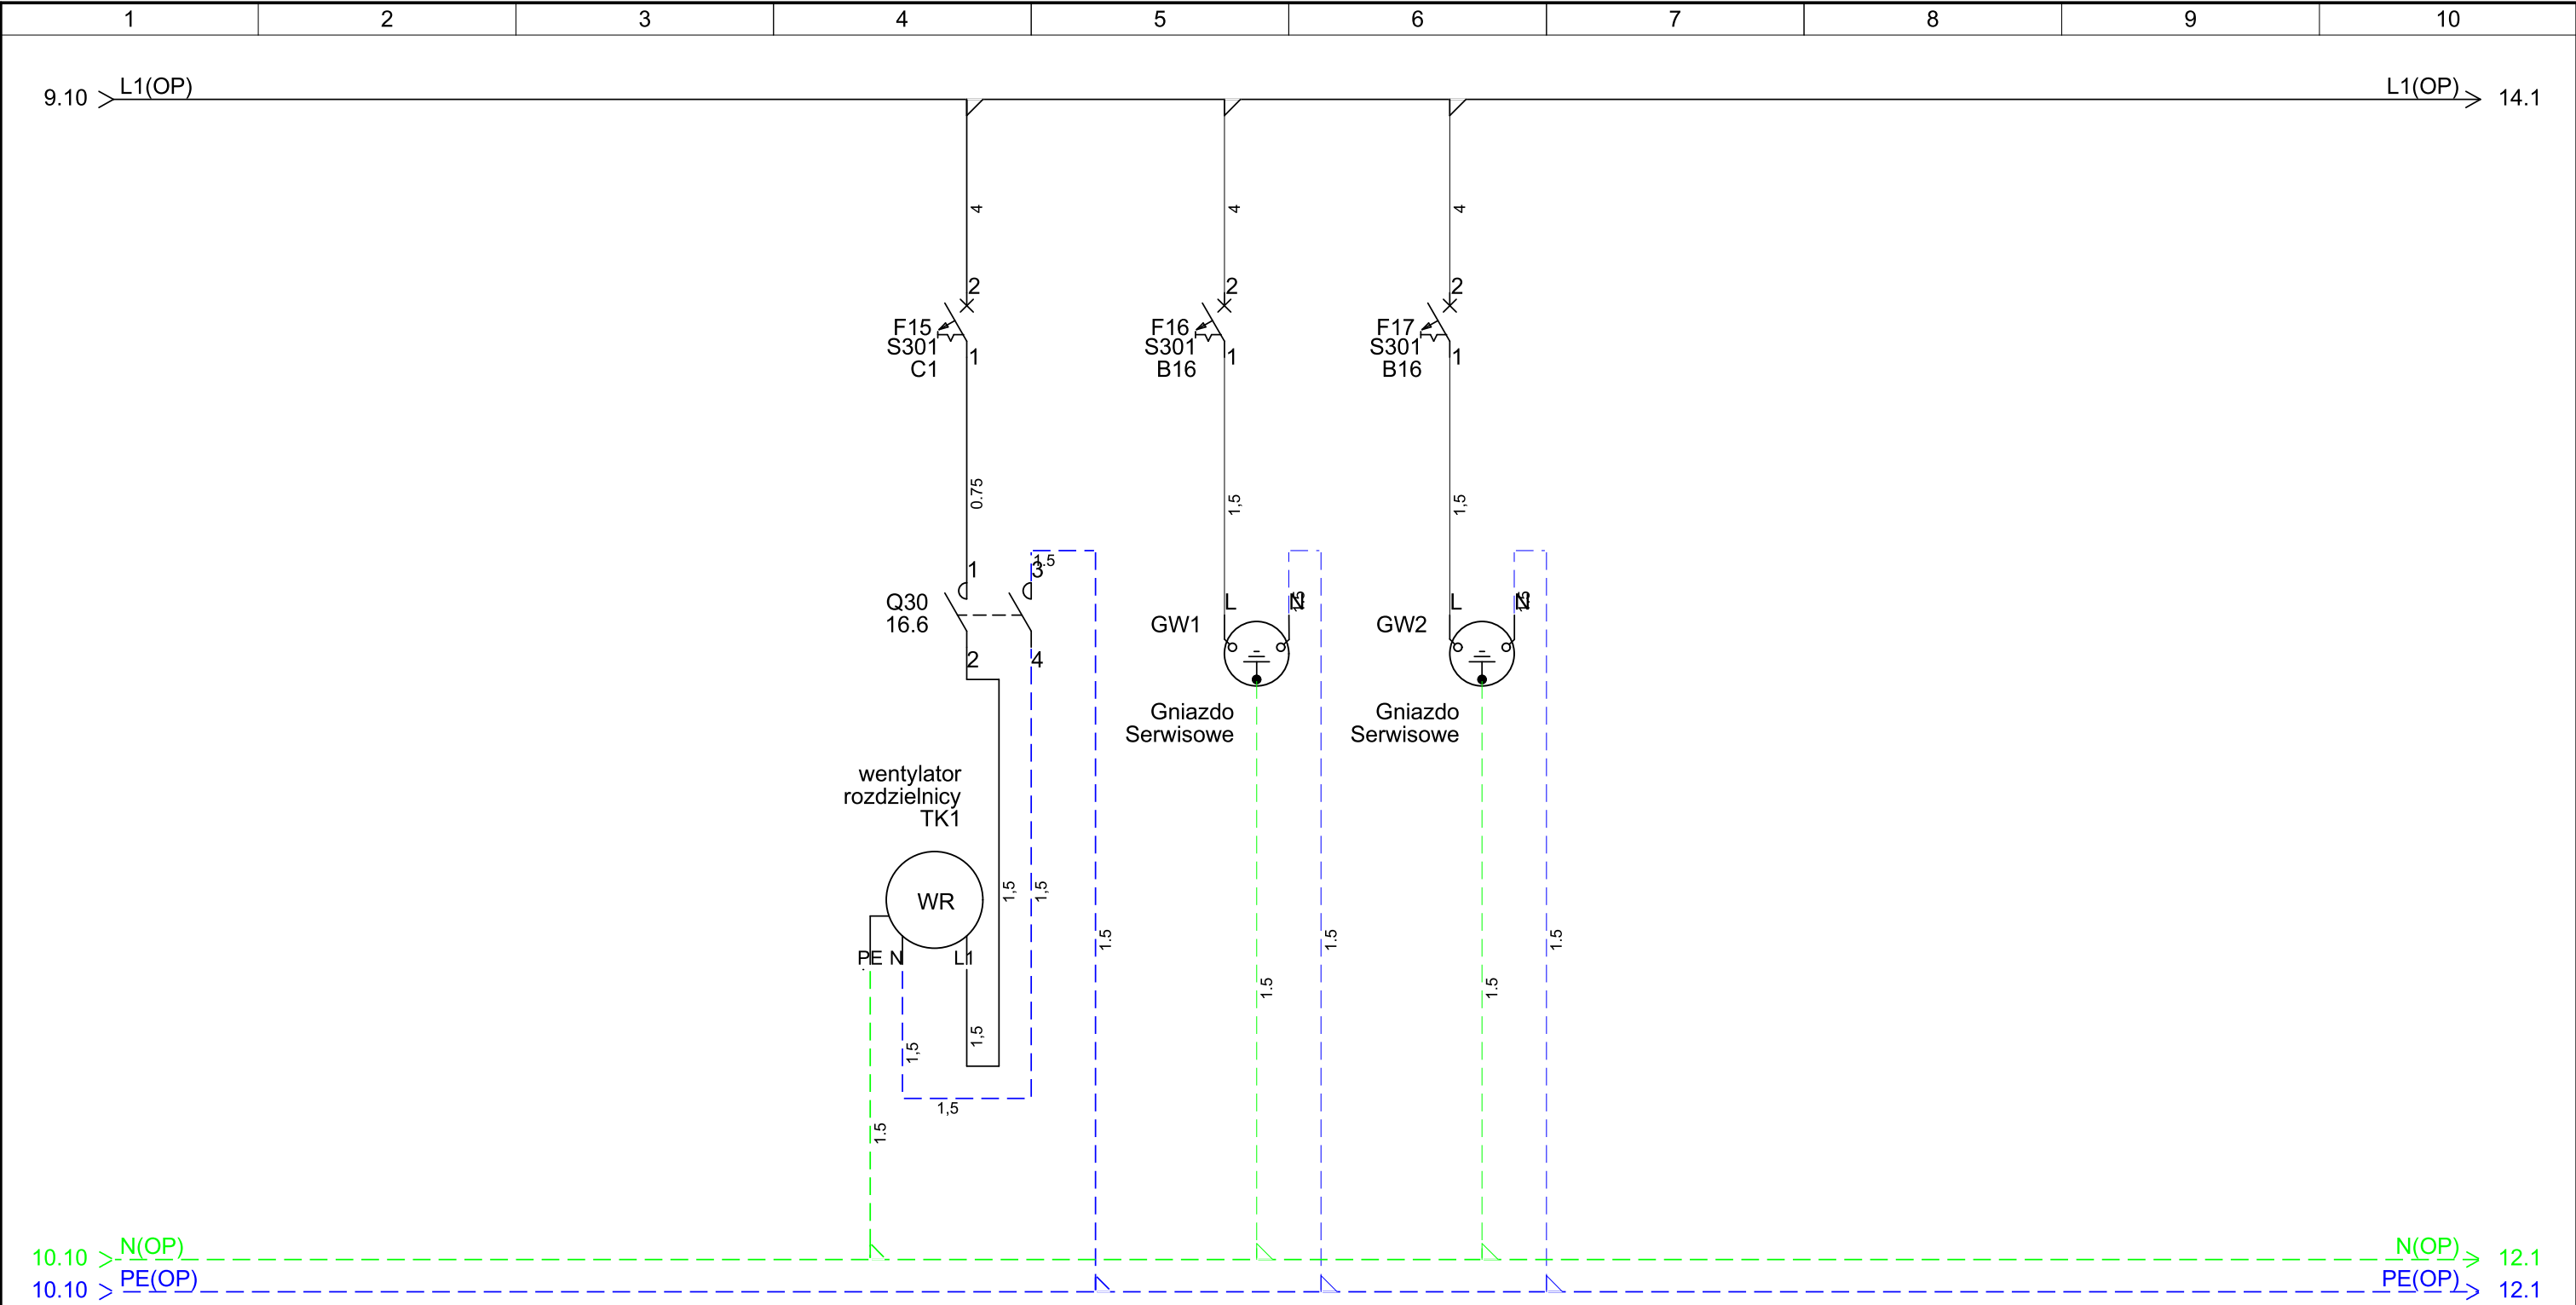 1 2 3 4 5 6 7 8 9 10
L1(OP) L1(OP)
9.10 14.1
4 4 4
2 2 2
F15 F16 F17
S301 S301 S301
1 1 1
C1 B16 B16
0.75 1,5 1,5
1.5
1 3
Q30 L N L N
16.6 GW1 GW2
2 4
Gniazdo Gniazdo
Serwisowe Serwisowe
wentylator
rozdzielnicy
TK1
WR 1,5 1,5
1.5 1.5 1.5
PE N L1
1.5 1.5
1,5 1,5
1,5
1.5
N(OP) N(OP)
10.10 12.1
PE(OP) PE(OP)
10.10 12.1